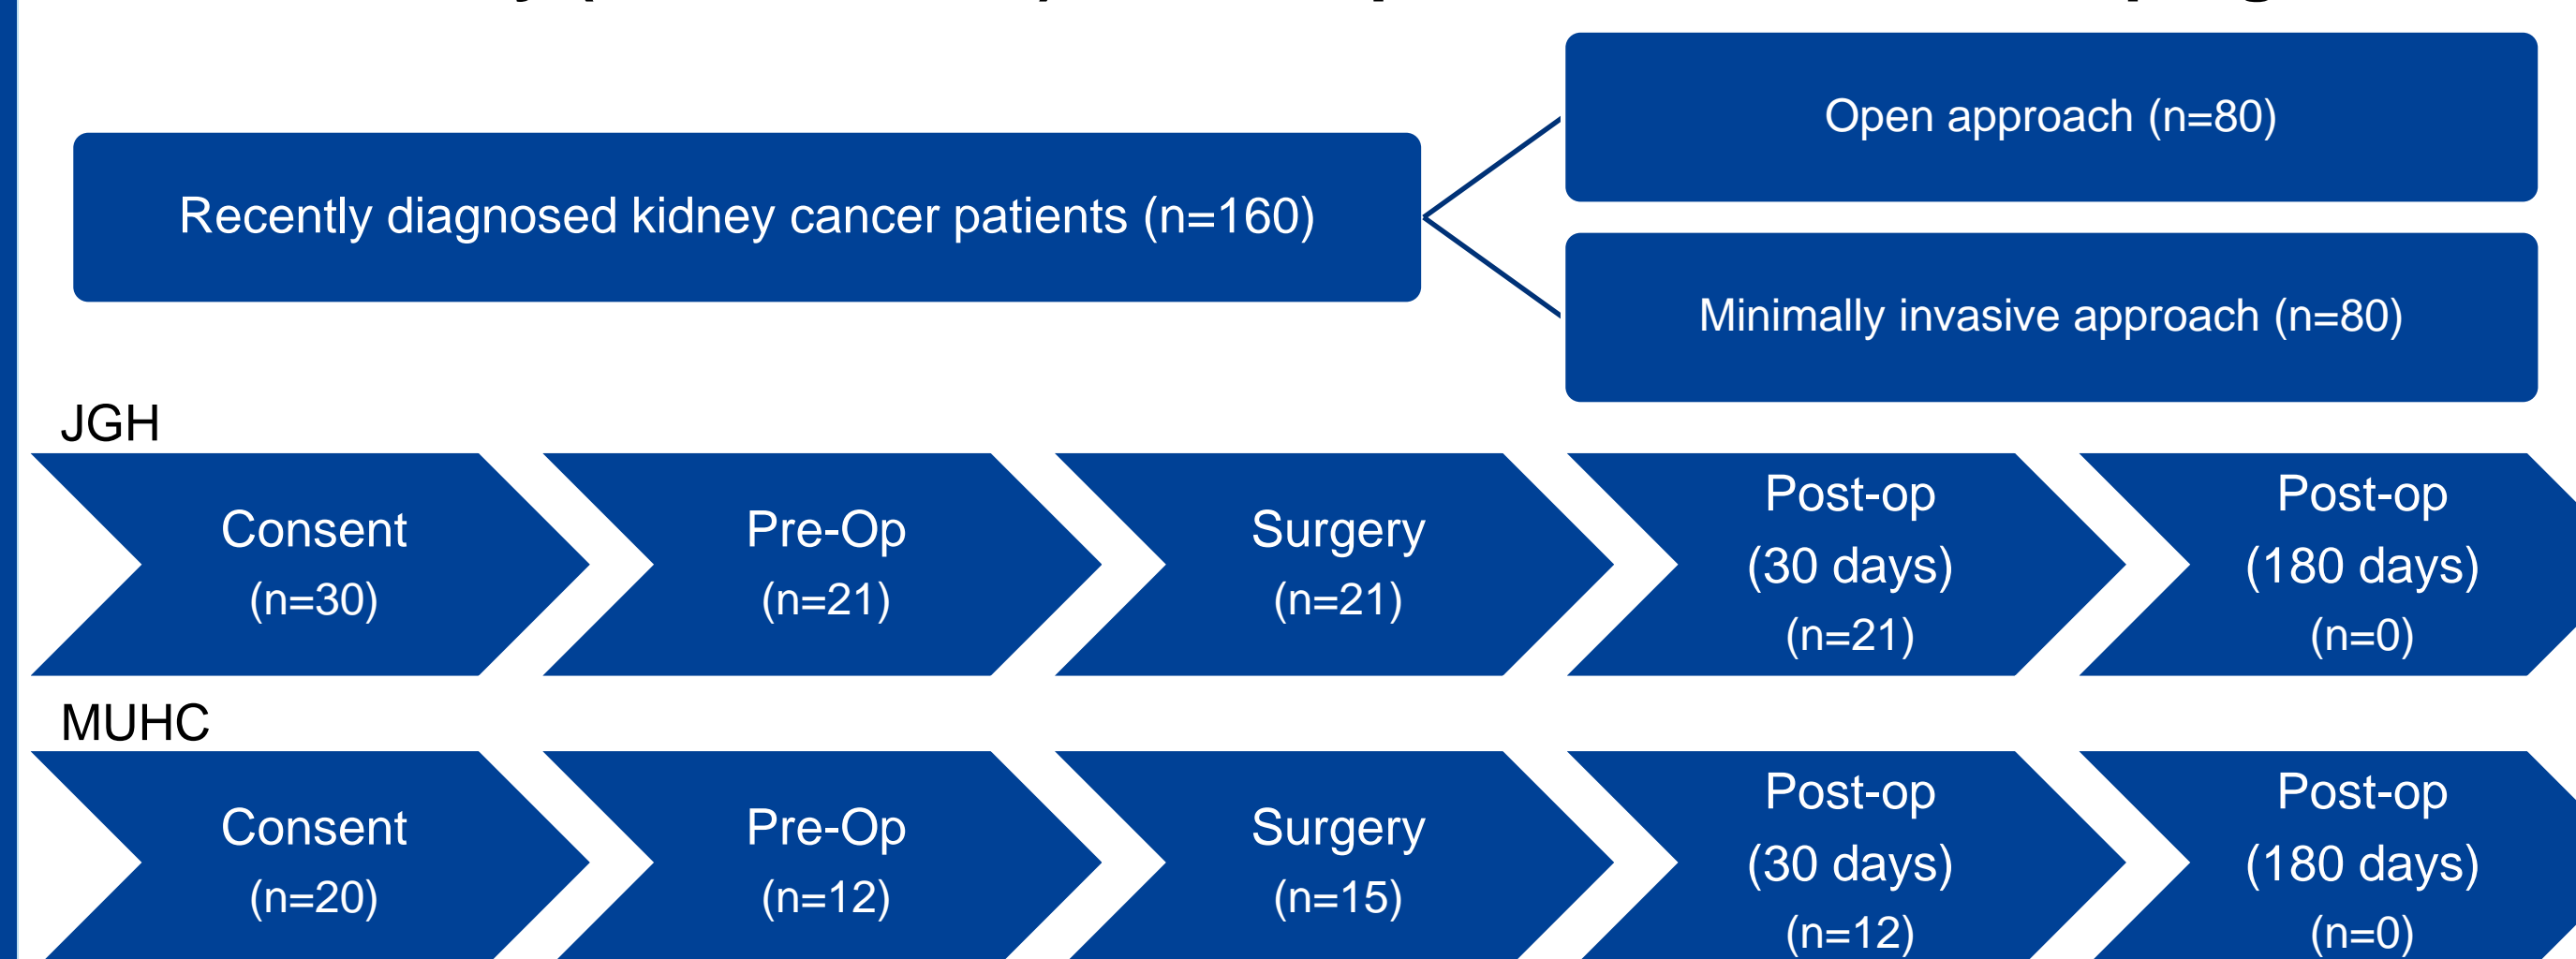 Recently diagnosed kidney cancer patients (n=160)
Open approach (n=80)
Minimally invasive approach (n=80)
JGH
Consent
(n=30)
Pre-Op
(n=21)
Surgery
(n=21)
Post-op
(30 days)
(n=21)
Post-op
(180 days)
(n=0)
MUHC
Consent
(n=20)
Pre-Op
(n=12)
Surgery
(n=15)
Post-op
(30 days)
(n=12)
Post-op
(180 days)
(n=0)